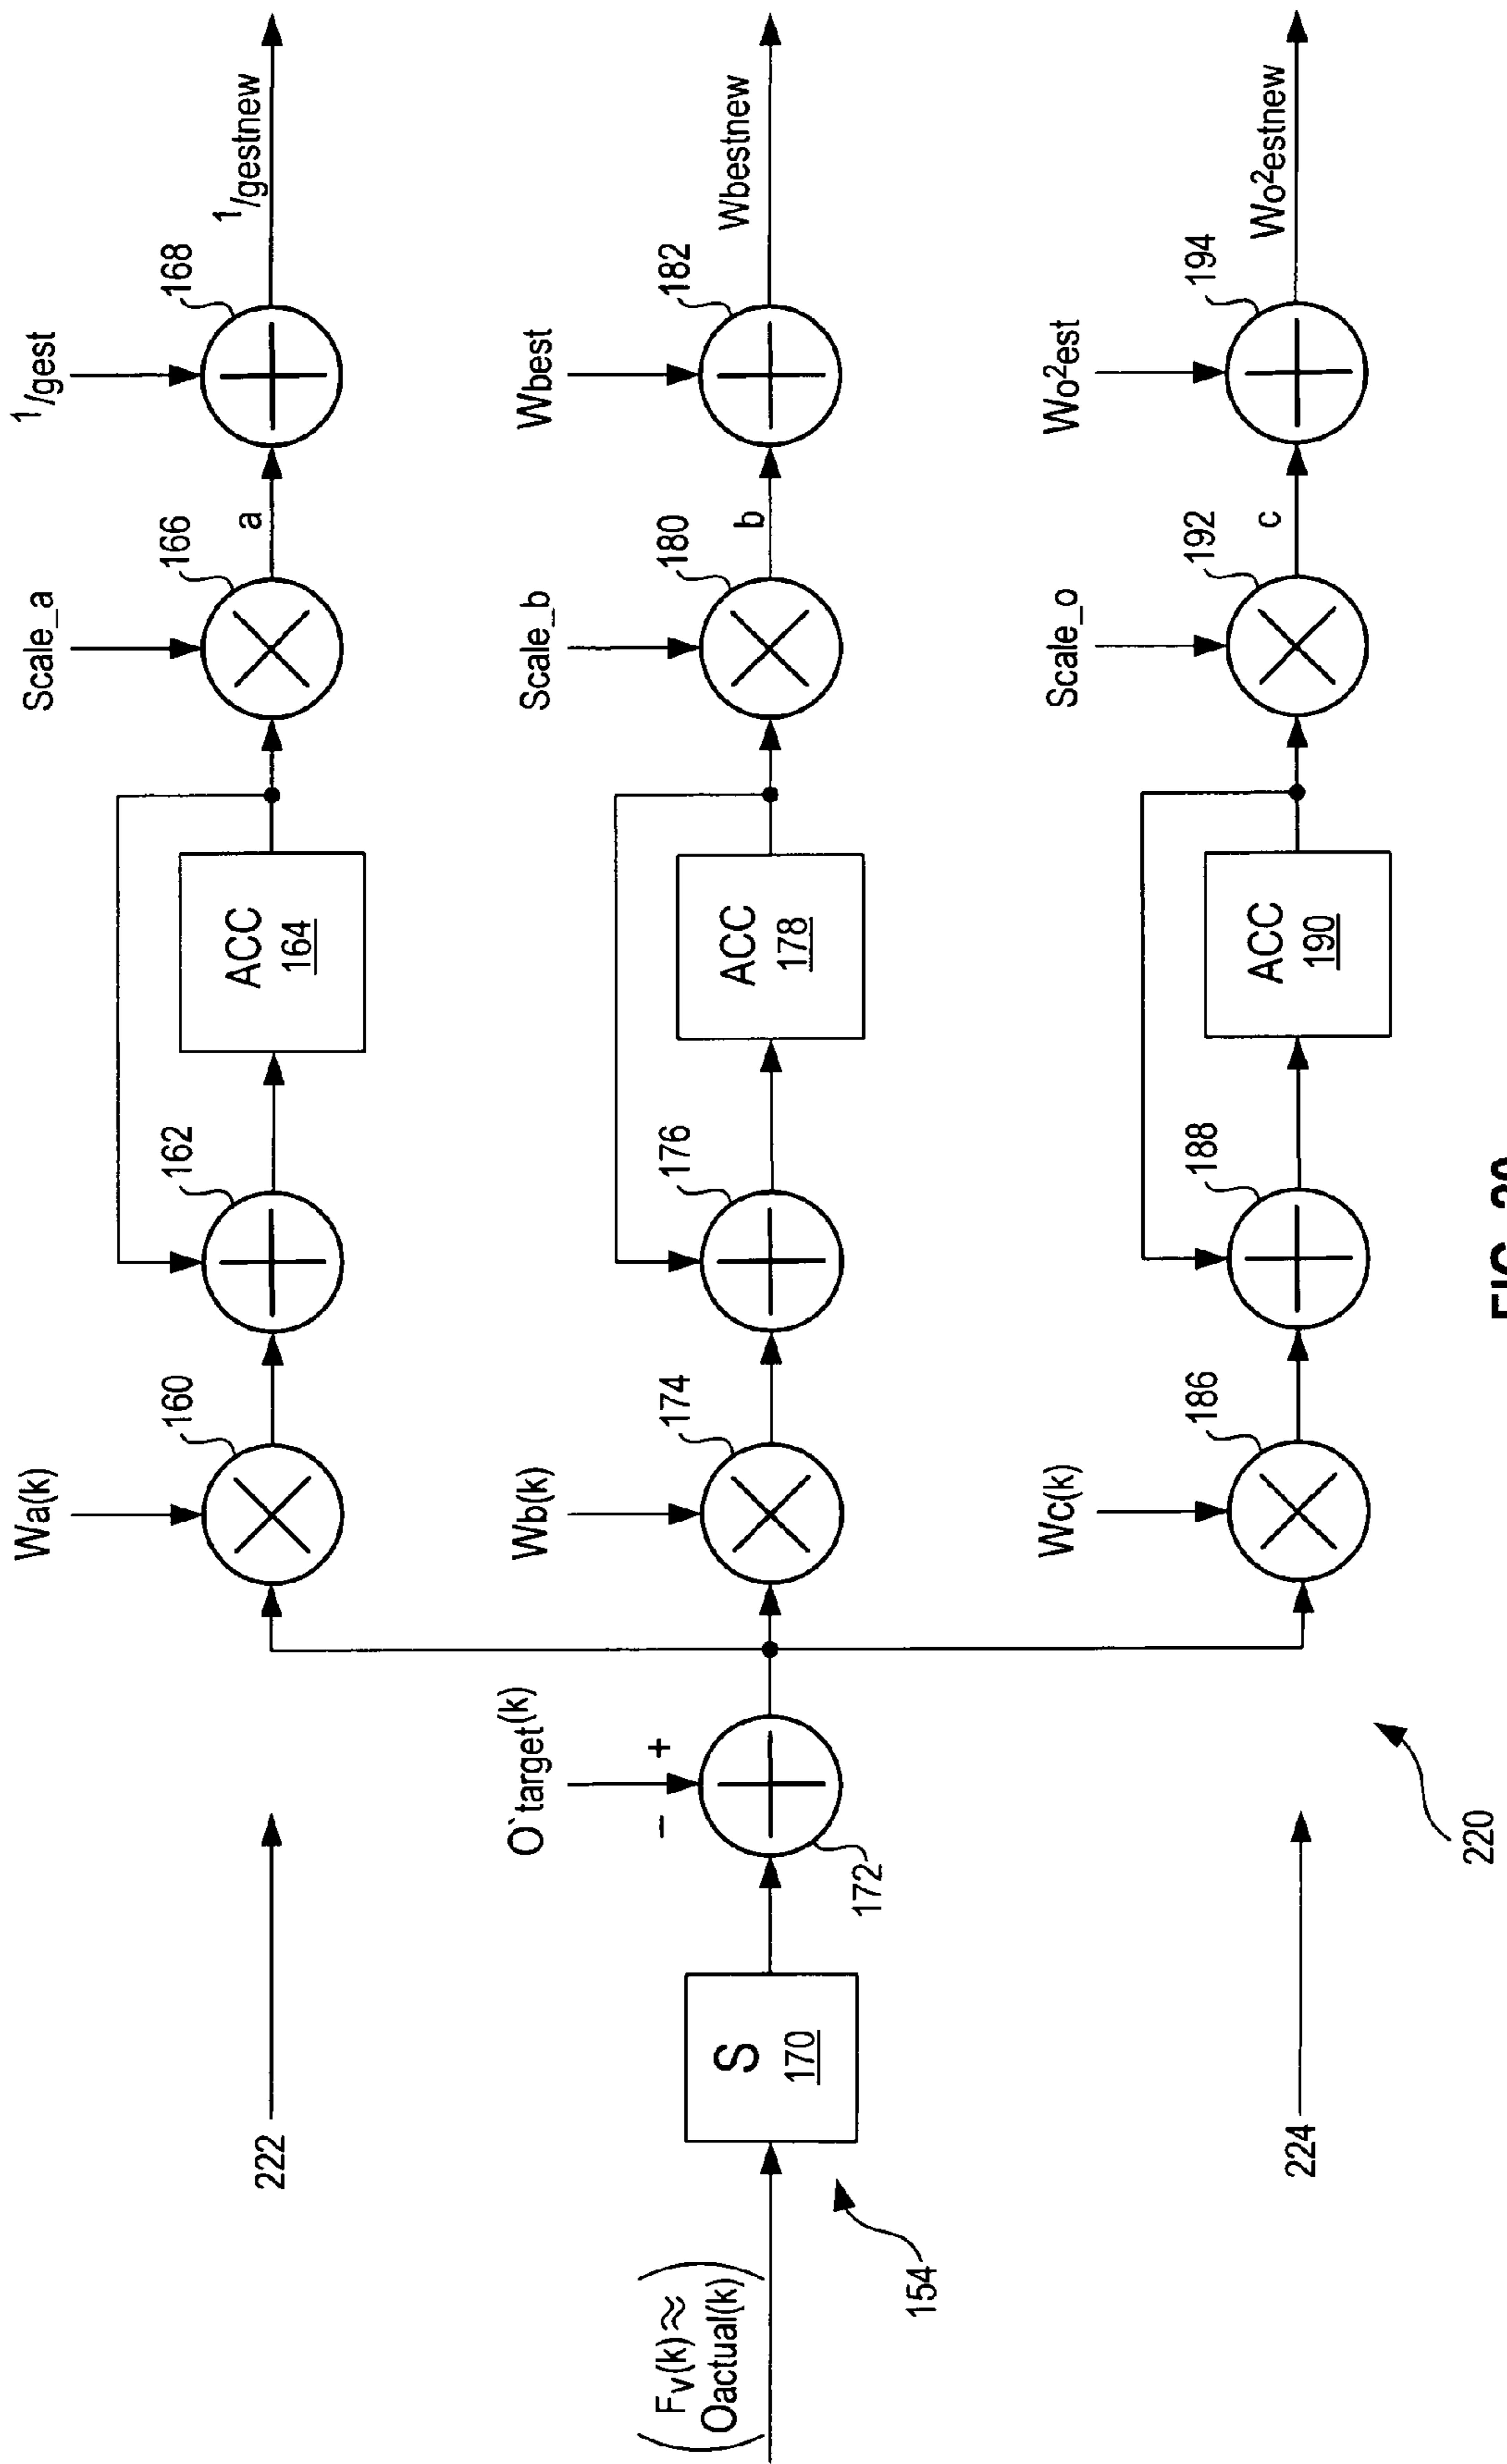 1/gest
168
1/gestnew
Scale_a
166
a
ACC
164
162
Wa(k)
160
222
Wbest
182
Wbestnew
Scale_b
180
b
ACC
178
176
Wb(k)
174
O`target(k)
− +
172
S
170
(Fv(k)≈
Oactual(k))
154
Wo²est
194
Wo²estnew
Scale_o
192
c
ACC
190
188
Wc(k)
186
224
220